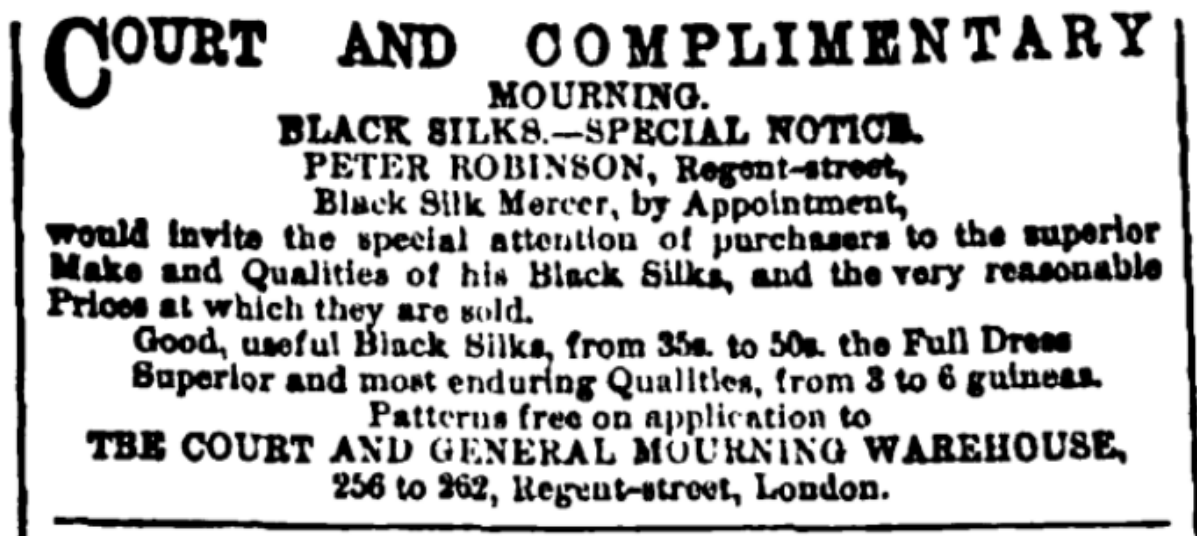 COURT AND COMPLIMENTARY
MOURNING.
BLACK SILKS.—SPECIAL NOTICE.
PETER ROBINSON, Regent-street,
Black Silk Mercer, by Appointment,
would invite the special attention of purchasers to the superior
Make and Qualities of his Black Silks, and the very reasonable
Prices at which they are sold.
Good, useful Black Silks, from 35s. to 50s. the Full Dress
Superior and most enduring Qualities, from 3 to 6 guineas.
Patterns free on application to
THE COURT AND GENERAL MOURNING WAREHOUSE,
256 to 262, Regent-street, London.